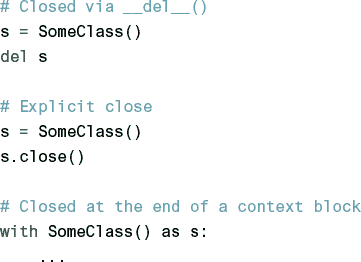 # Closed via __del__()
s = SomeClass()
del s

# Explicit close
s = SomeClass()
s.close()

# Closed at the end of a context block
with SomeClass() as s:
    ...